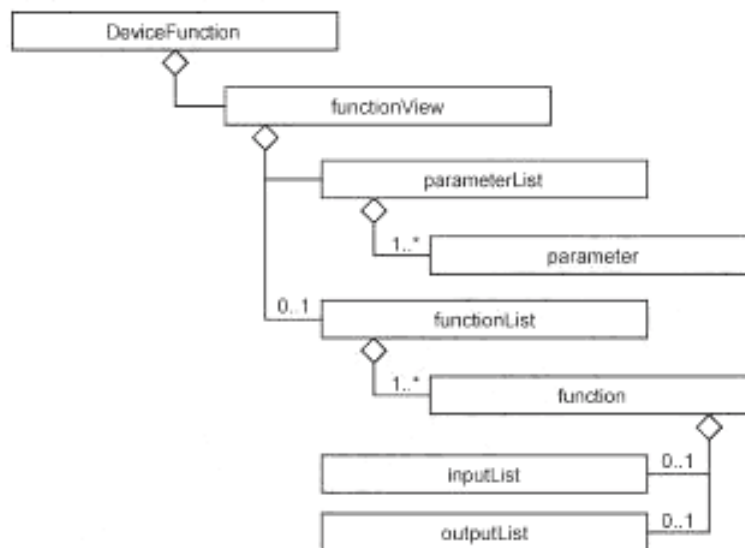 DeviceFunction
functionView
parameterList
1..*
parameter
0..1
functionList
1..*
function
0..1
inputList
0..1
outputList